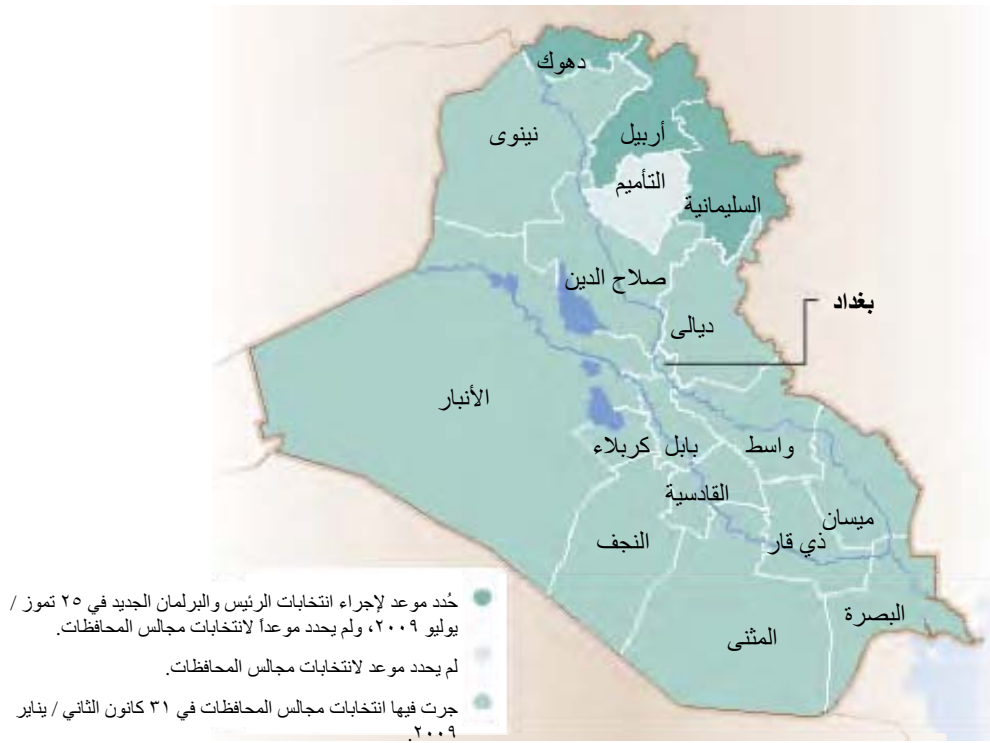 دهوك
نينوى
أربيل
التأميم
السليمانية
صلاح الدين
بغداد
ديالى
الأنبار
واسط
بابل
كربلاء
القادسية
ميسان
ذي قار
النجف
البصرة
المثنى
حُدد موعد لإجراء انتخابات الرئيس والبرلمان الجديد في ٢٥ تموز /
يوليو ٢٠٠٩، ولم يحدد موعداً لانتخابات مجالس المحافظات.
لم يحدد موعد لانتخابات مجالس المحافظات.
جرت فيها انتخابات مجالس المحافظات في ٣١ كانون الثاني / يناير
٢٠٠٩.